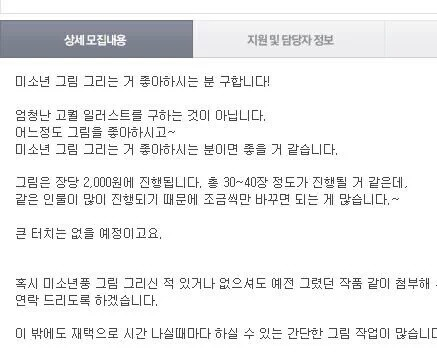 상세 모집내용
지원 및 담당자 정보
미소년 그림 그리는 거 좋아하시는 분 구합니다!
엄청난 고퀄 일러스트를 구하는 것이 아닙니다.
어느정도 그림을 좋아하시고~
미소년 그림 그리는 거 좋아하시는 분이면 좋을 거 같습니다.
그림은 장당 2,000원에 진행됩니다. 총 30~40장 정도가 진행될 거 같은데,
같은 인물이 많이 진행되기 때문에 조금씩만 바꾸면 되는 게 많습니다.~
큰 터치는 없을 예정이고요.
혹시 미소년풍 그림 그리신 적 있거나 없으셔도 예전 그렸던 작품 같이 첨부해
연락 드리도록 하겠습니다.
이 밖에도 재택으로 시간 나실때마다 하실 수 있는 간단한 그림 작업이 많습니다